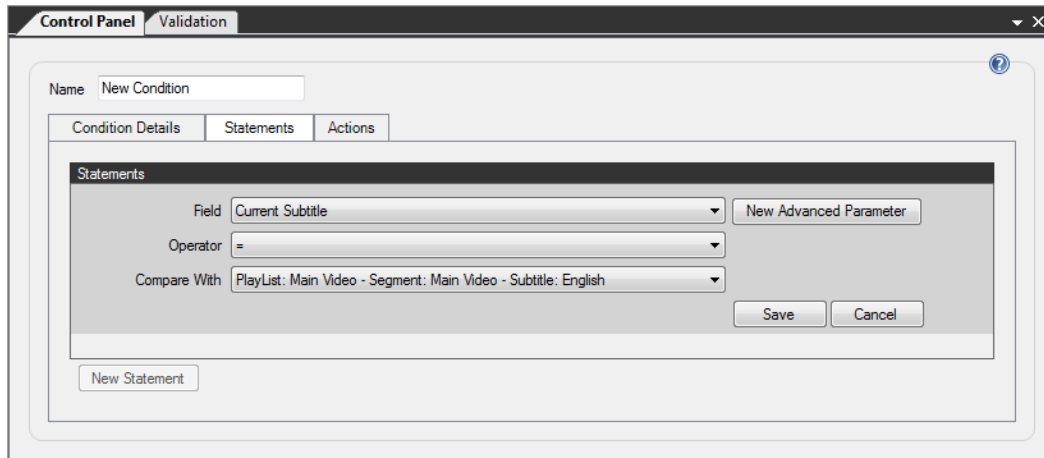 Control Panel Validation
Name New Condition
Condition Details Statements Actions
Statements
Field Current Subtitle New Advanced Parameter
Operator =
Compare With PlayList: Main Video - Segment: Main Video - Subtitle: English
Save Cancel
New Statement